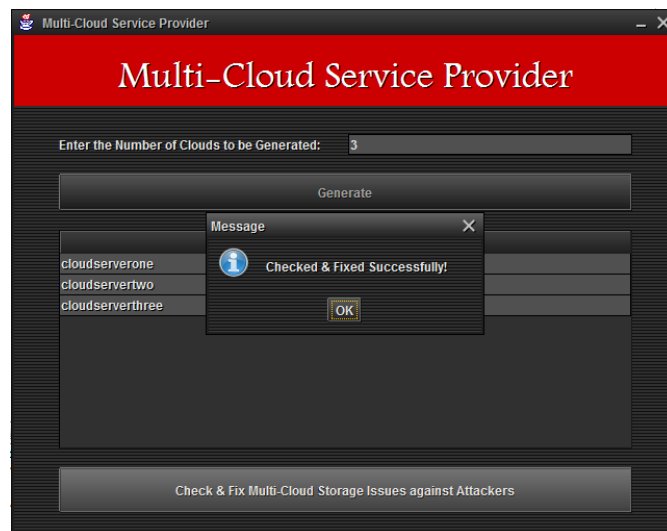 Multi-Cloud Service Provider
Multi-Cloud Service Provider
Enter the Number of Clouds to be Generated: 3
Generate
Message
Checked & Fixed Successfully!
OK
cloudserverone
cloudservertwo
cloudserverthree
Check & Fix Multi-Cloud Storage Issues against Attackers